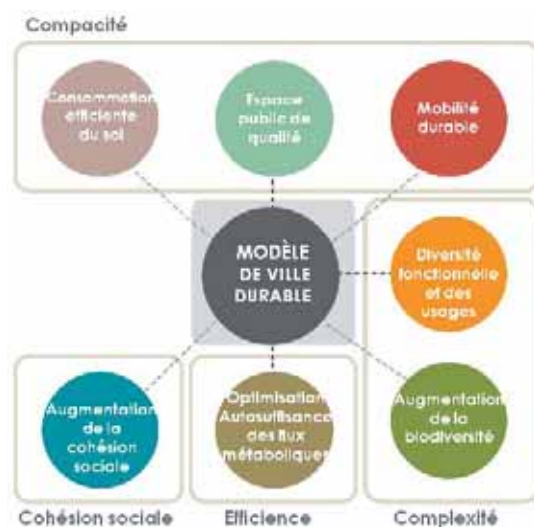 Compacité
Consommation
efficiente
du sol
Espace
public de
qualité
Mobilité
durable
MODÈLE
DE VILLE
DURABLE
Diversité
fonctionnelle
et des
usages
Augmentation
de la
cohésion
sociale
Optimisation
Autosuffisance
des flux
métaboliques
Augmentation
de la
biodiversité
Cohésion sociale
Efficience
Complexité